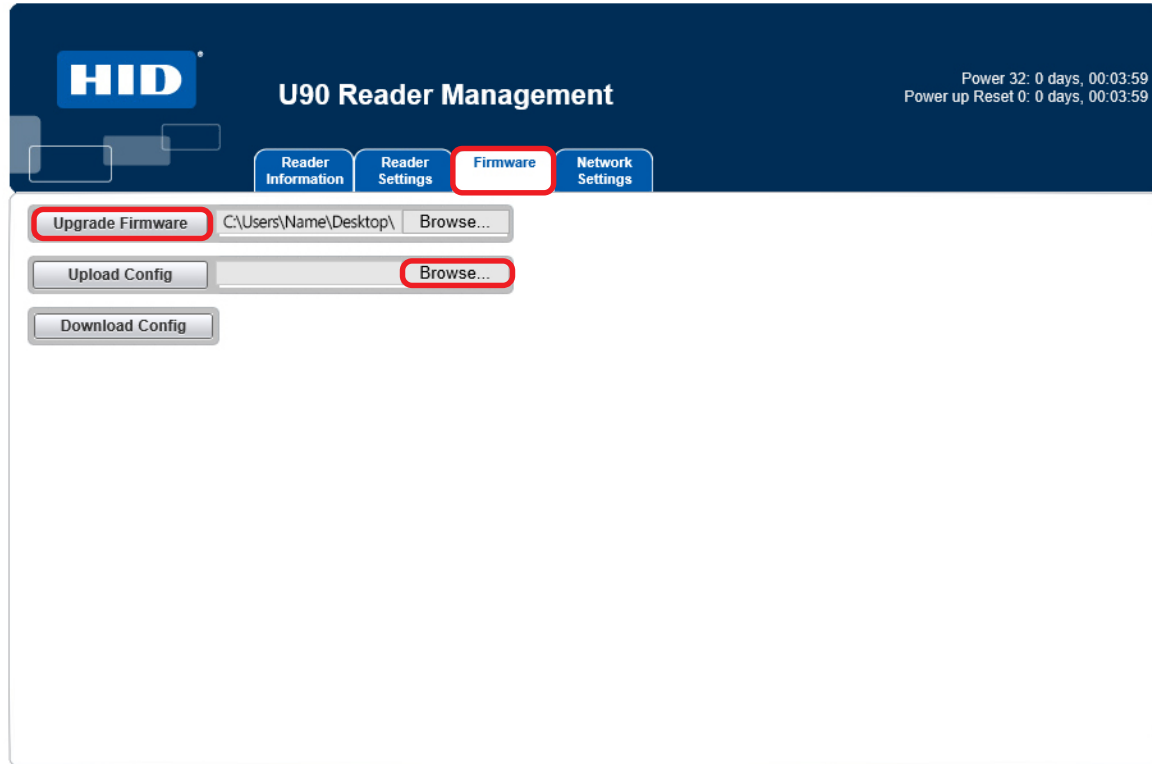 HID
U90 Reader Management
Power 32: 0 days, 00:03:59
Power up Reset 0: 0 days, 00:03:59
Reader Information
Reader Settings
Firmware
Network Settings
Upgrade Firmware C:\Users\Name\Desktop\ Browse...
Upload Config Browse...
Download Config